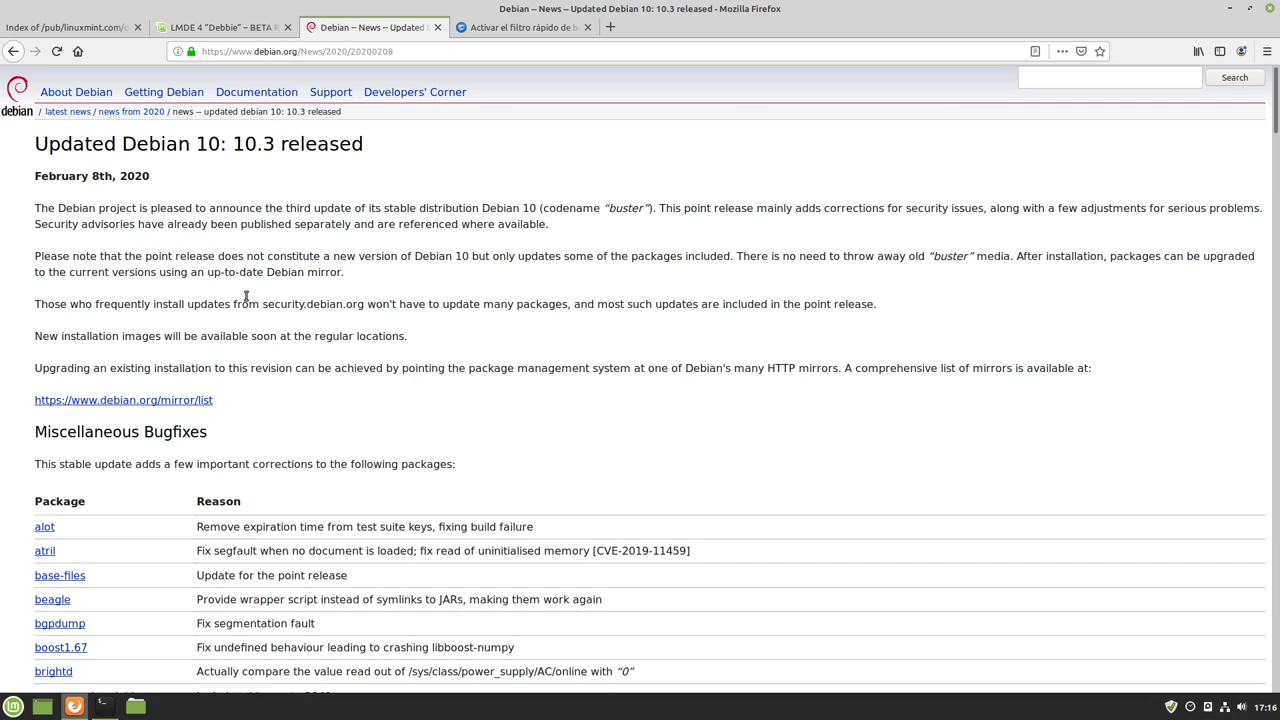 Debian -- News -- Updated Debian 10: 10.3 released - Mozilla Firefox
Index of /pub/linuxmint.com/
LMDE 4 "Debbie" – BETA
Debian -- News -- Updated
Activar el filtro rápido de
https://www.debian.org/News/2020/20200208
Search
debian
About Debian
Getting Debian
Documentation
Support
Developers' Corner
/ latest news / news from 2020 / news -- updated debian 10: 10.3 released
Updated Debian 10: 10.3 released
February 8th, 2020
The Debian project is pleased to announce the third update of its stable distribution Debian 10 (codename “buster”). This point release mainly adds corrections for security issues, along with a few adjustments for serious problems.
Security advisories have already been published separately and are referenced where available.
Please note that the point release does not constitute a new version of Debian 10 but only updates some of the packages included. There is no need to throw away old “buster” media. After installation, packages can be upgraded
to the current versions using an up-to-date Debian mirror.
Those who frequently install updates from security.debian.org won't have to update many packages, and most such updates are included in the point release.
New installation images will be available soon at the regular locations.
Upgrading an existing installation to this revision can be achieved by pointing the package management system at one of Debian's many HTTP mirrors. A comprehensive list of mirrors is available at:
https://www.debian.org/mirror/list
Miscellaneous Bugfixes
This stable update adds a few important corrections to the following packages:
Package Reason
alot Remove expiration time from test suite keys, fixing build failure
atril Fix segfault when no document is loaded; fix read of uninitialised memory [CVE-2019-11459]
base-files Update for the point release
beagle Provide wrapper script instead of symlinks to JARs, making them work again
bgpdump Fix segmentation fault
boost1.67 Fix undefined behaviour leading to crashing libboost-numpy
brightd Actually compare the value read out of /sys/class/power_supply/AC/online with “0”
17:16